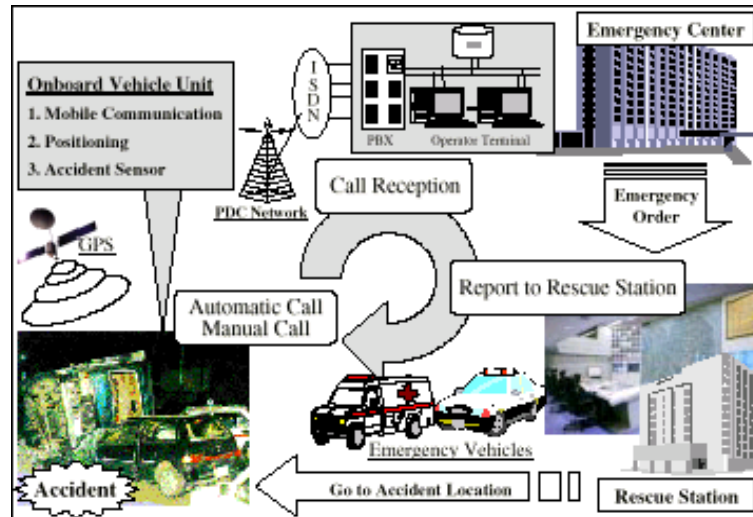 Emergency Center
Onboard Vehicle Unit
1. Mobile Communication
2. Positioning
3. Accident Sensor
ISDN
PBX
Operator Terminal
PDC Network
Call Reception
Emergency
Order
GPS
Automatic Call
Manual Call
Report to Rescue Station
Emergency Vehicles
Accident
Go to Accident Location
Rescue Station